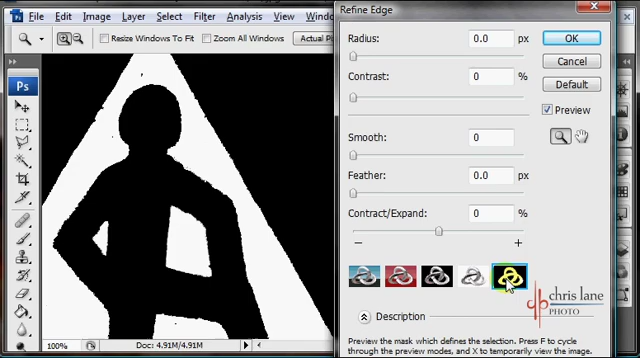 Refine Edge
File Edit Image Layer Select Filter Analysis View Window
Resize Windows To Fit Zoom All Windows Actual Pi
Radius: 0.0 px
OK
Cancel
Contrast: 0 %
Default
Preview
Smooth: 0
Feather: 0.0 px
Contract/Expand: 0 %
Ps
chris lane
PHOTO
Description
100% Doc: 4.91M/4.91M
Preview the mask which defines the selection. Press F to cycle
through the preview modes, and X to temporarily view the image.